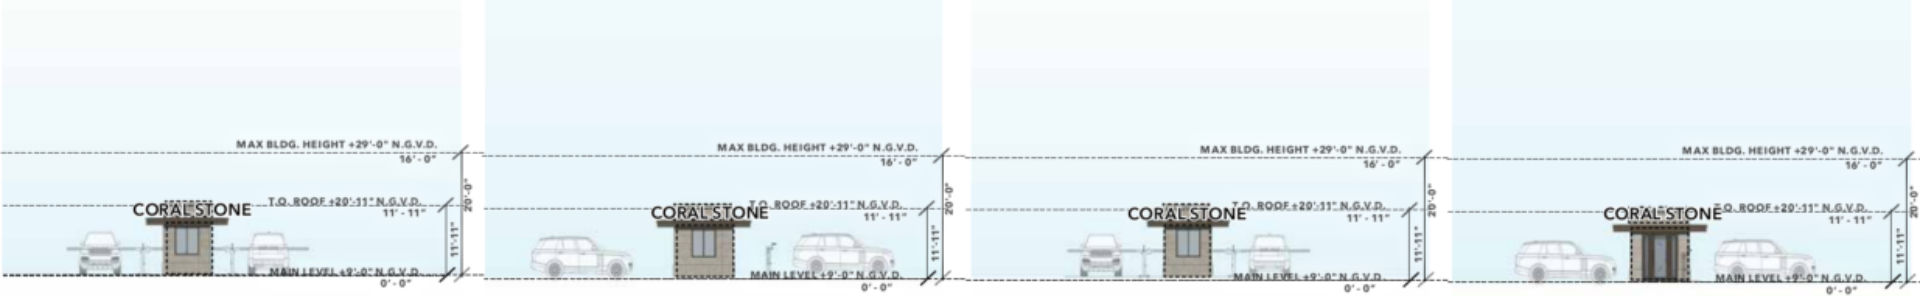 MAX BLDG. HEIGHT +29'-0" N.G.V.D.
16' - 0"
20'-0"
T.O. ROOF +20'-11" N.G.V.D.
CORAL STONE
11' - 11"
11'-11"
MAIN LEVEL +9'-0" N.G.V.D.
0' - 0"
MAX BLDG. HEIGHT +29'-0" N.G.V.D.
16' - 0"
20'-0"
T.O. ROOF +20'-11" N.G.V.D.
CORAL STONE
11' - 11"
11'-11"
MAIN LEVEL +9'-0" N.G.V.D.
0' - 0"
MAX BLDG. HEIGHT +29'-0" N.G.V.D.
16' - 0"
20'-0"
T.O. ROOF +20'-11" N.G.V.D.
CORAL STONE
11' - 11"
11'-11"
MAIN LEVEL +9'-0" N.G.V.D.
0' - 0"
MAX BLDG. HEIGHT +29'-0" N.G.V.D.
16' - 0"
20'-0"
T.O. ROOF +20'-11" N.G.V.D.
CORAL STONE
11' - 11"
11'-11"
MAIN LEVEL +9'-0" N.G.V.D.
0' - 0"